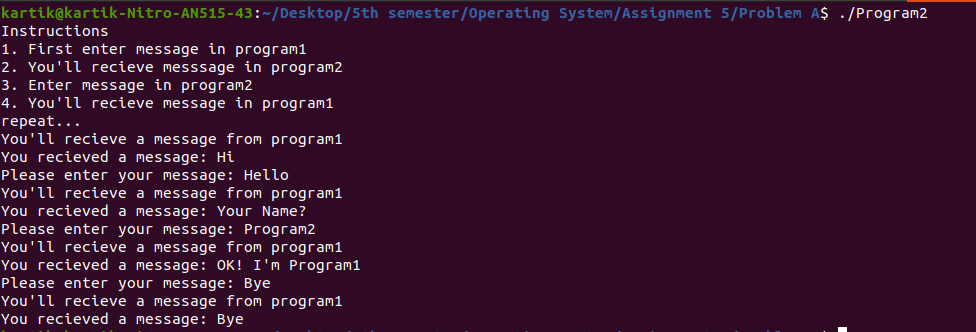 kartik@kartik-Nitro-AN515-43:~/Desktop/5th semester/Operating System/Assignment 5/Problem A$ ./Program2
Instructions
1. First enter message in program1
2. You'll recieve messsage in program2
3. Enter message in program2
4. You'll recieve message in program1
repeat...
You'll recieve a message from program1
You recieved a message: Hi
Please enter your message: Hello
You'll recieve a message from program1
You recieved a message: Your Name?
Please enter your message: Program2
You'll recieve a message from program1
You recieved a message: OK! I'm Program1
Please enter your message: Bye
You'll recieve a message from program1
You recieved a message: Bye